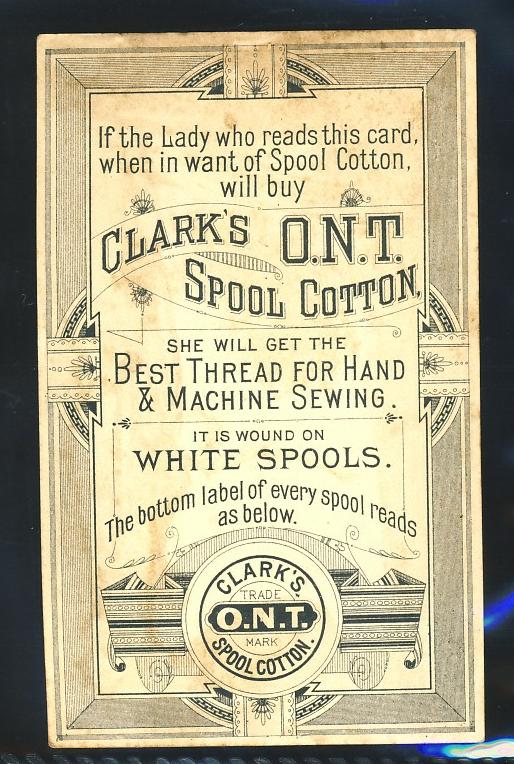 If the Lady who reads this card,
when in want of Spool Cotton,
will buy
CLARK'S O.N.T.
SPOOL COTTON,
SHE WILL GET THE
BEST THREAD FOR HAND
& MACHINE SEWING.
IT IS WOUND ON
WHITE SPOOLS.
The bottom label of every spool reads
as below.
CLARK'S
TRADE
O.N.T.
MARK
SPOOL COTTON.